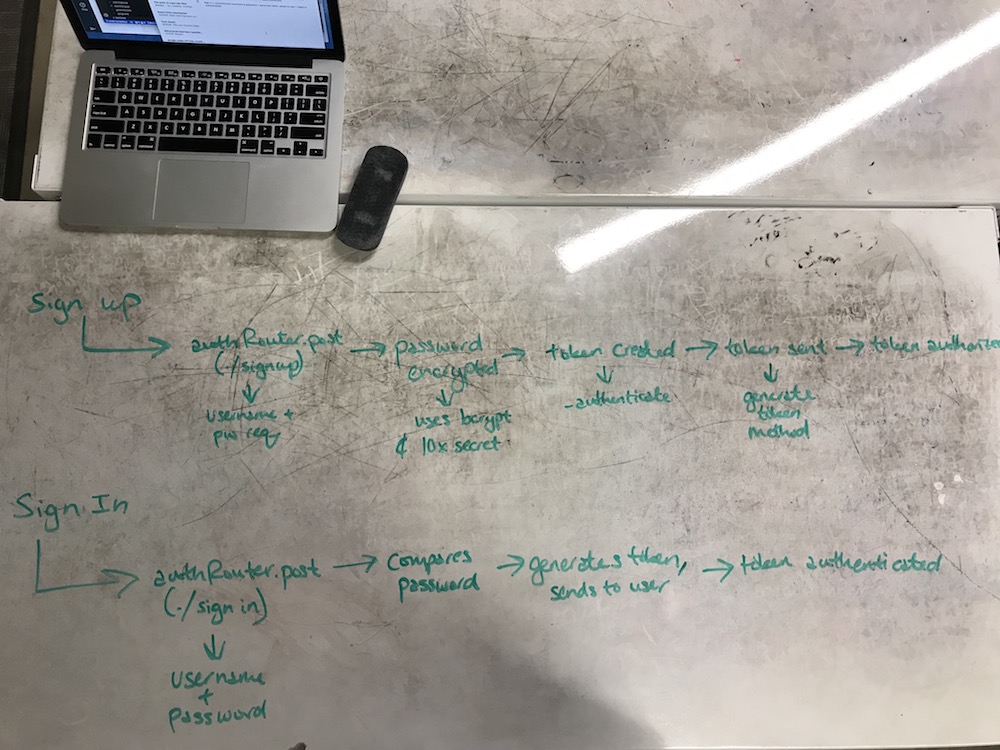 Sign up
authRouter.post → password → token created → token sent → token authorized
(./signup) encrypted
username + uses bcrypt - authenticate generate
pw req ¢ 10x secret token
method
Sign In
authRouter.post → compares → generates token, → token authenticated
(./sign in) password sends to user
username
+
password